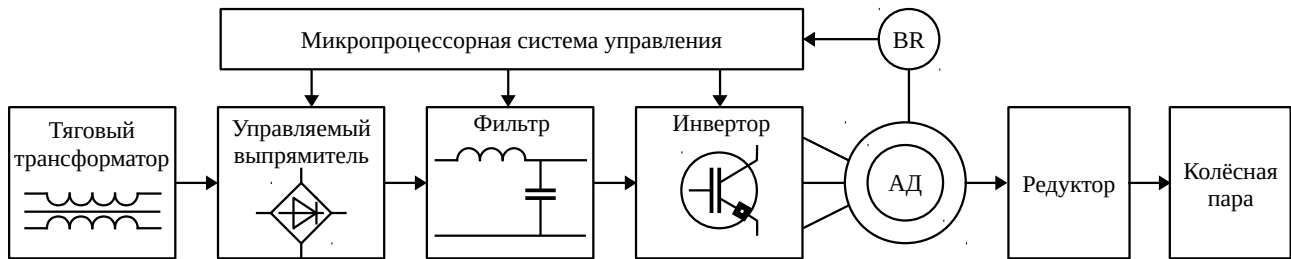 Микропроцессорная система управления
BR
Тяговый
трансформатор
Управляемый
выпрямитель
Фильтр
Инвертор
АД
Редуктор
Колёсная
пара